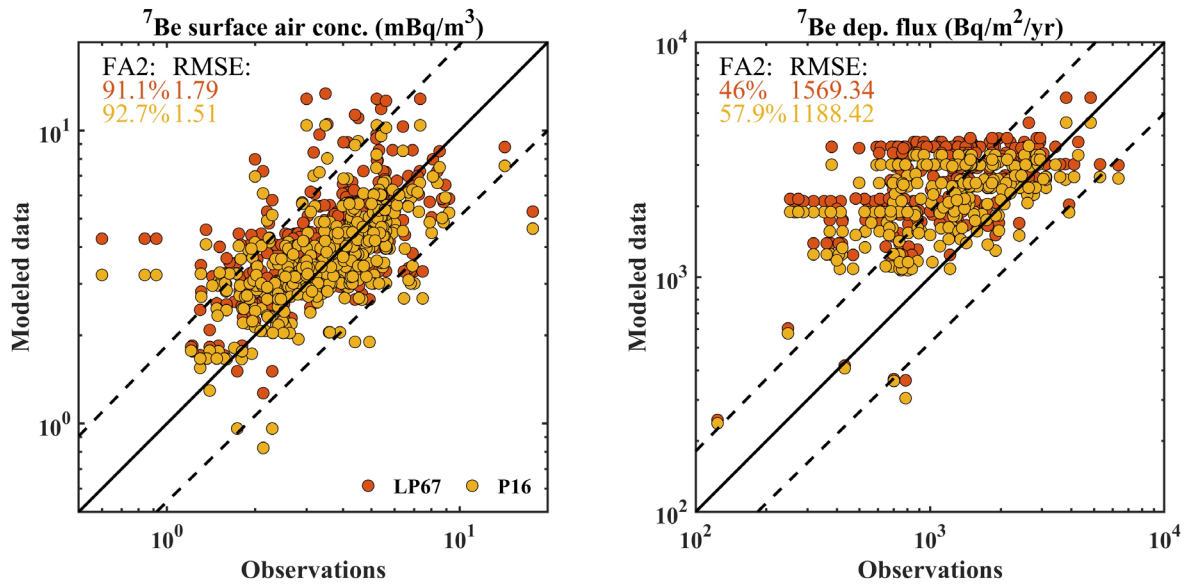 ⁷Be surface air conc. (mBq/m³)
FA2: RMSE:
91.1% 1.79
92.7% 1.51
10¹
10⁰
Modeled data
LP67 P16
10⁰ 10¹
Observations
⁷Be dep. flux (Bq/m²/yr)
FA2: RMSE:
46% 1569.34
57.9% 1188.42
10⁴
10³
10²
Modeled data
10² 10³ 10⁴
Observations